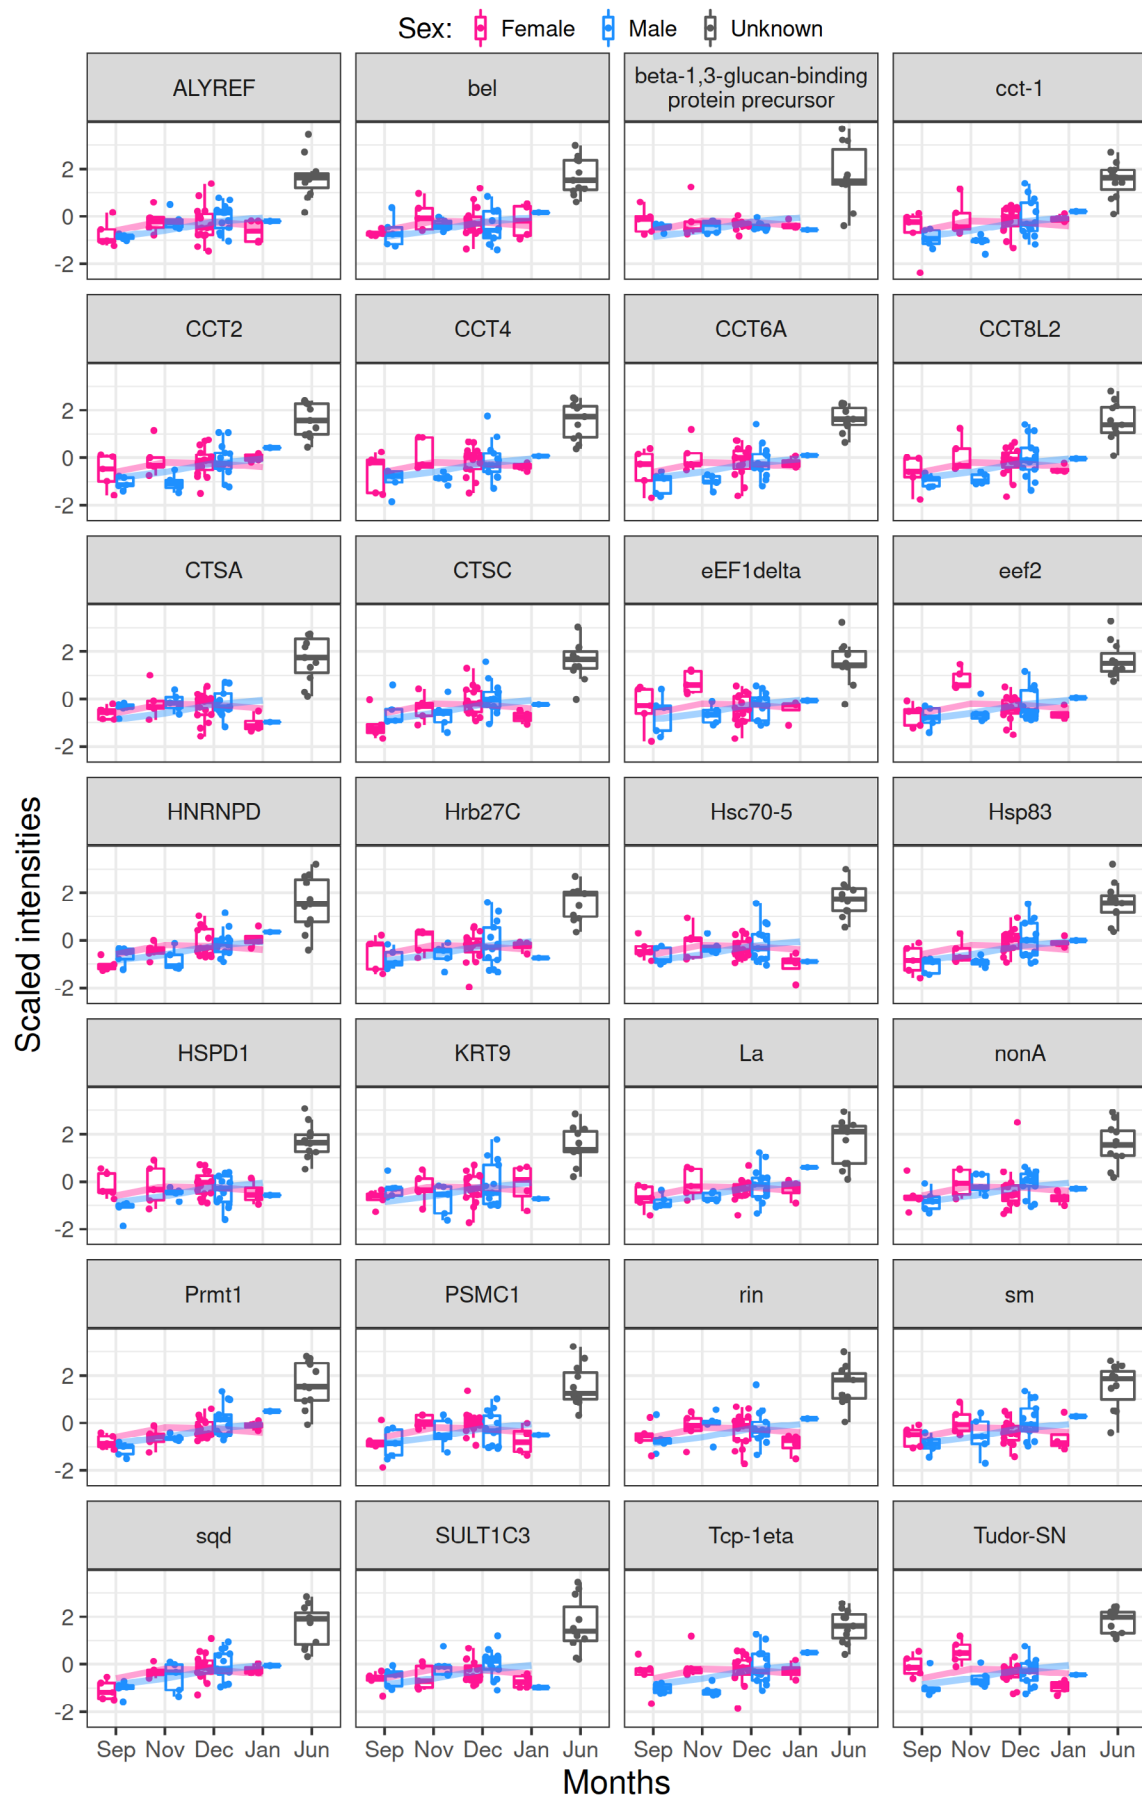 Sex: Female Male Unknown
ALYREF bel beta-1,3-glucan-binding protein precursor cct-1
2
0
-2
CCT2 CCT4 CCT6A CCT8L2
2
0
-2
CTSA CTSC eEF1delta eef2
2
0
-2
HNRNPD Hrb27C Hsc70-5 Hsp83
2
0
-2
Scaled intensities
HSPD1 KRT9 La nonA
2
0
-2
Prmt1 PSMC1 rin sm
2
0
-2
sqd SULT1C3 Tcp-1eta Tudor-SN
2
0
-2
Sep Nov Dec Jan Jun Sep Nov Dec Jan Jun Sep Nov Dec Jan Jun Sep Nov Dec Jan Jun
Months